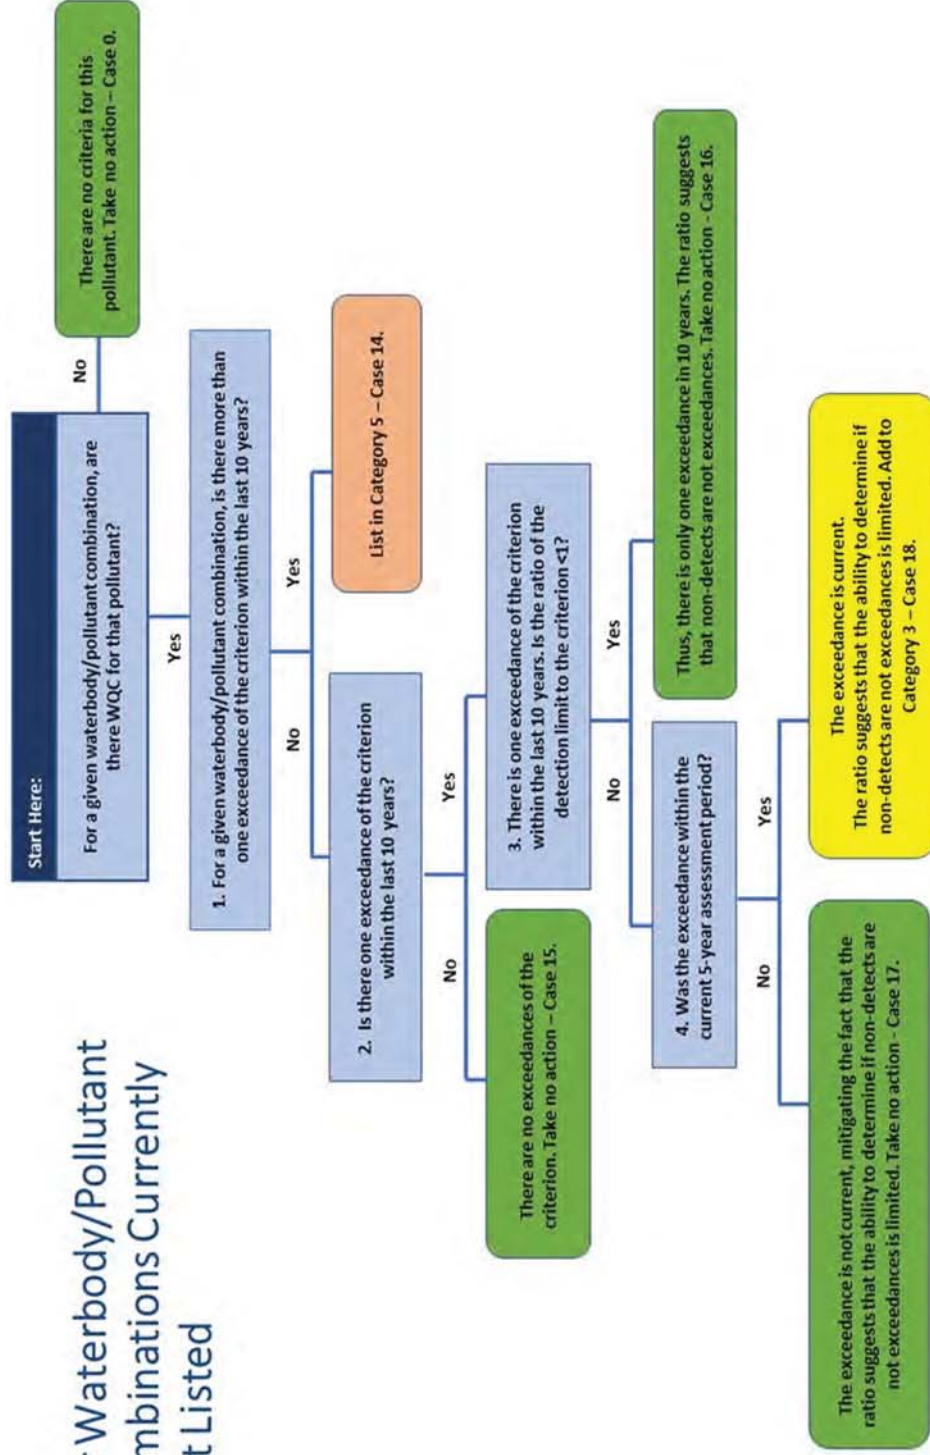 Waterbody/Pollutant
mbinations Currently
t Listed
Start Here:
For a given waterbody/pollutant combination, are
there WQC for that pollutant?
No
There are no criteria for this
pollutant. Take no action – Case 0.
Yes
1. For a given waterbody/pollutant combination, is there more than
one exceedance of the criterion within the last 10 years?
No
Yes
2. Is there one exceedance of the criterion
within the last 10 years?
List in Category 5 – Case 14.
No
Yes
There are no exceedances of the
criterion. Take no action – Case 15.
3. There is one exceedance of the criterion
within the last 10 years. Is the ratio of the
detection limit to the criterion <1?
No
Yes
4. Was the exceedance within the
current 5-year assessment period?
Thus, there is only one exceedance in 10 years. The ratio suggests
that non-detects are not exceedances. Take no action - Case 16.
No
Yes
The exceedance is not current, mitigating the fact that the
ratio suggests that the ability to determine if non-detects are
not exceedances is limited. Take no action - Case 17.
The exceedance is current.
The ratio suggests that the ability to determine if
non-detects are not exceedances is limited. Add to
Category 3 – Case 18.